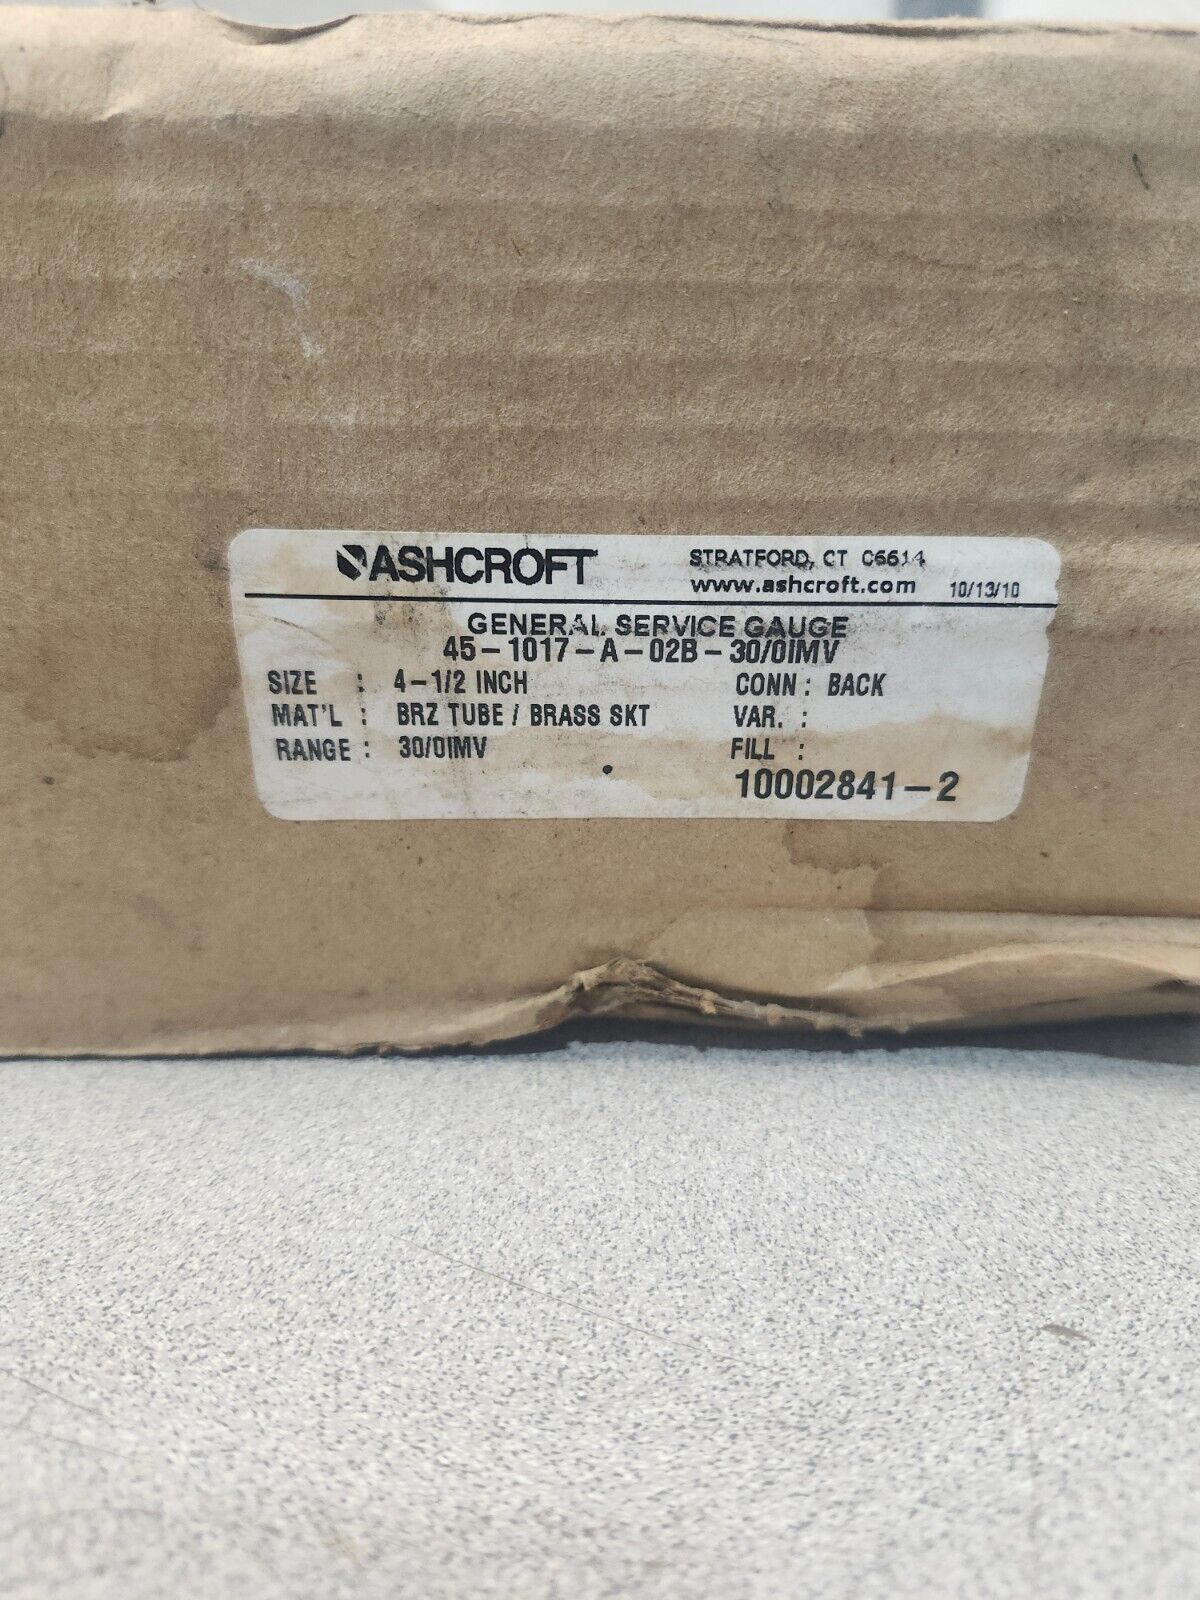 ASHCROFT STRATFORD, CT 06614
www.ashcroft.com 10/13/10
GENERAL SERVICE GAUGE
45-1017-A-02B-30/0IMV
SIZE : 4-1/2 INCH CONN : BACK
MAT'L : BRZ TUBE / BRASS SKT VAR. :
RANGE : 30/0IMV FILL :
10002841-2